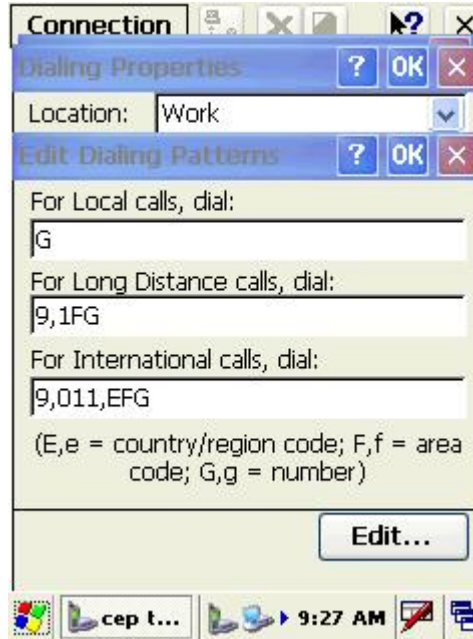 Connection ?
Dialing Properties ? OK ×
Location: Work
Edit Dialing Patterns ? OK ×
For Local calls, dial:
G
For Long Distance calls, dial:
9,1FG
For International calls, dial:
9,011,EFG
(E,e = country/region code; F,f = area
code; G,g = number)
Edit...
cep t... 9:27 AM